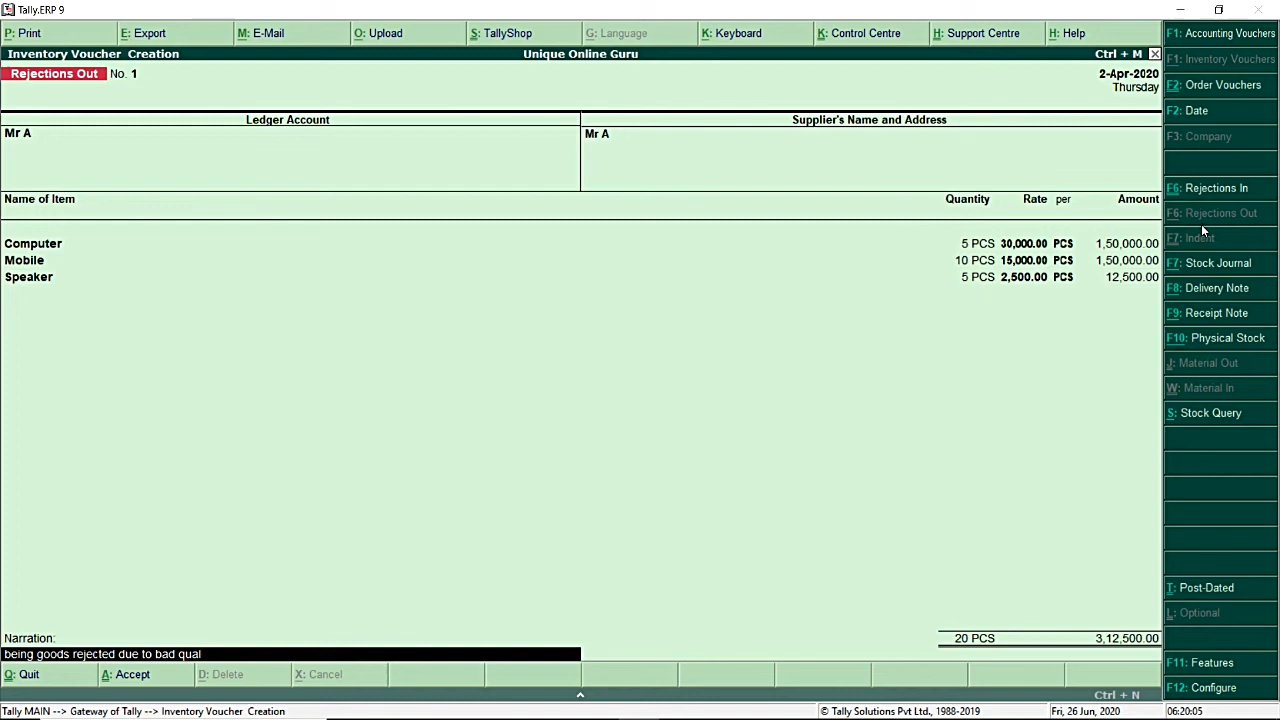 Tally.ERP 9
P: Print E: Export M: E-Mail O: Upload S: TallyShop G: Language K: Keyboard K: Control Centre H: Support Centre H: Help
Inventory Voucher Creation Unique Online Guru Ctrl + M
Rejections Out No. 1 2-Apr-2020
Thursday
Ledger Account Supplier's Name and Address
Mr A Mr A
Name of Item Quantity Rate per Amount
Computer 5 PCS 30,000.00 PCS 1,50,000.00
Mobile 10 PCS 15,000.00 PCS 1,50,000.00
Speaker 5 PCS 2,500.00 PCS 12,500.00
Narration: 20 PCS 3,12,500.00
being goods rejected due to bad qual
Q: Quit A: Accept D: Delete X: Cancel
Ctrl + N
F1: Accounting Vouchers
F1: Inventory Vouchers
F2: Order Vouchers
F2: Date
F3: Company
F6: Rejections In
F6: Rejections Out
F7: Indent
F7: Stock Journal
F8: Delivery Note
F9: Receipt Note
F10: Physical Stock
J: Material Out
W: Material In
S: Stock Query
T: Post-Dated
L: Optional
F11: Features
F12: Configure
Tally MAIN --> Gateway of Tally --> Inventory Voucher Creation © Tally Solutions Pvt Ltd., 1988-2019 Fri, 26 Jun, 2020 06:20:05